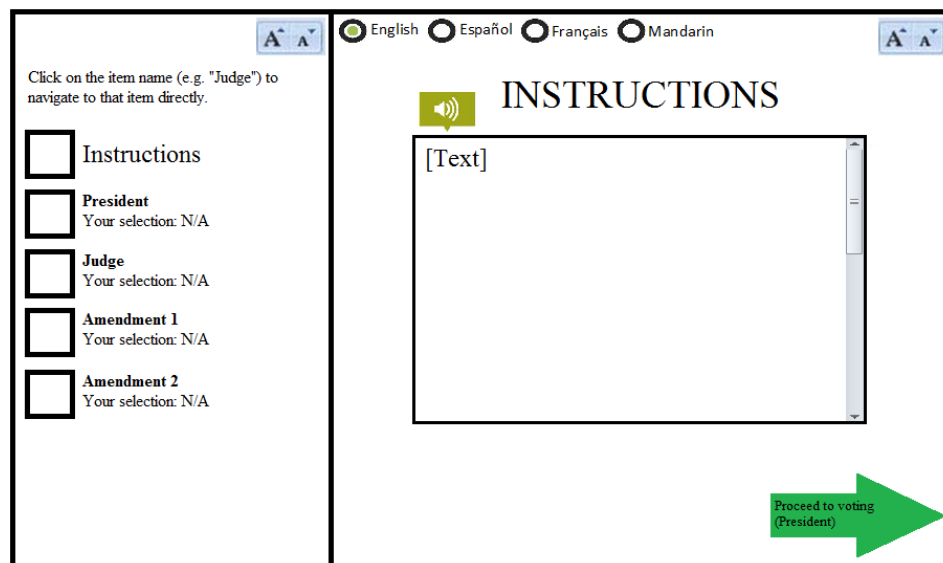 A A
Click on the item name (e.g. "Judge") to
navigate to that item directly.
Instructions
President
Your selection: N/A
Judge
Your selection: N/A
Amendment 1
Your selection: N/A
Amendment 2
Your selection: N/A
English Español Français Mandarin
A A
INSTRUCTIONS
[Text]
Proceed to voting
(President)